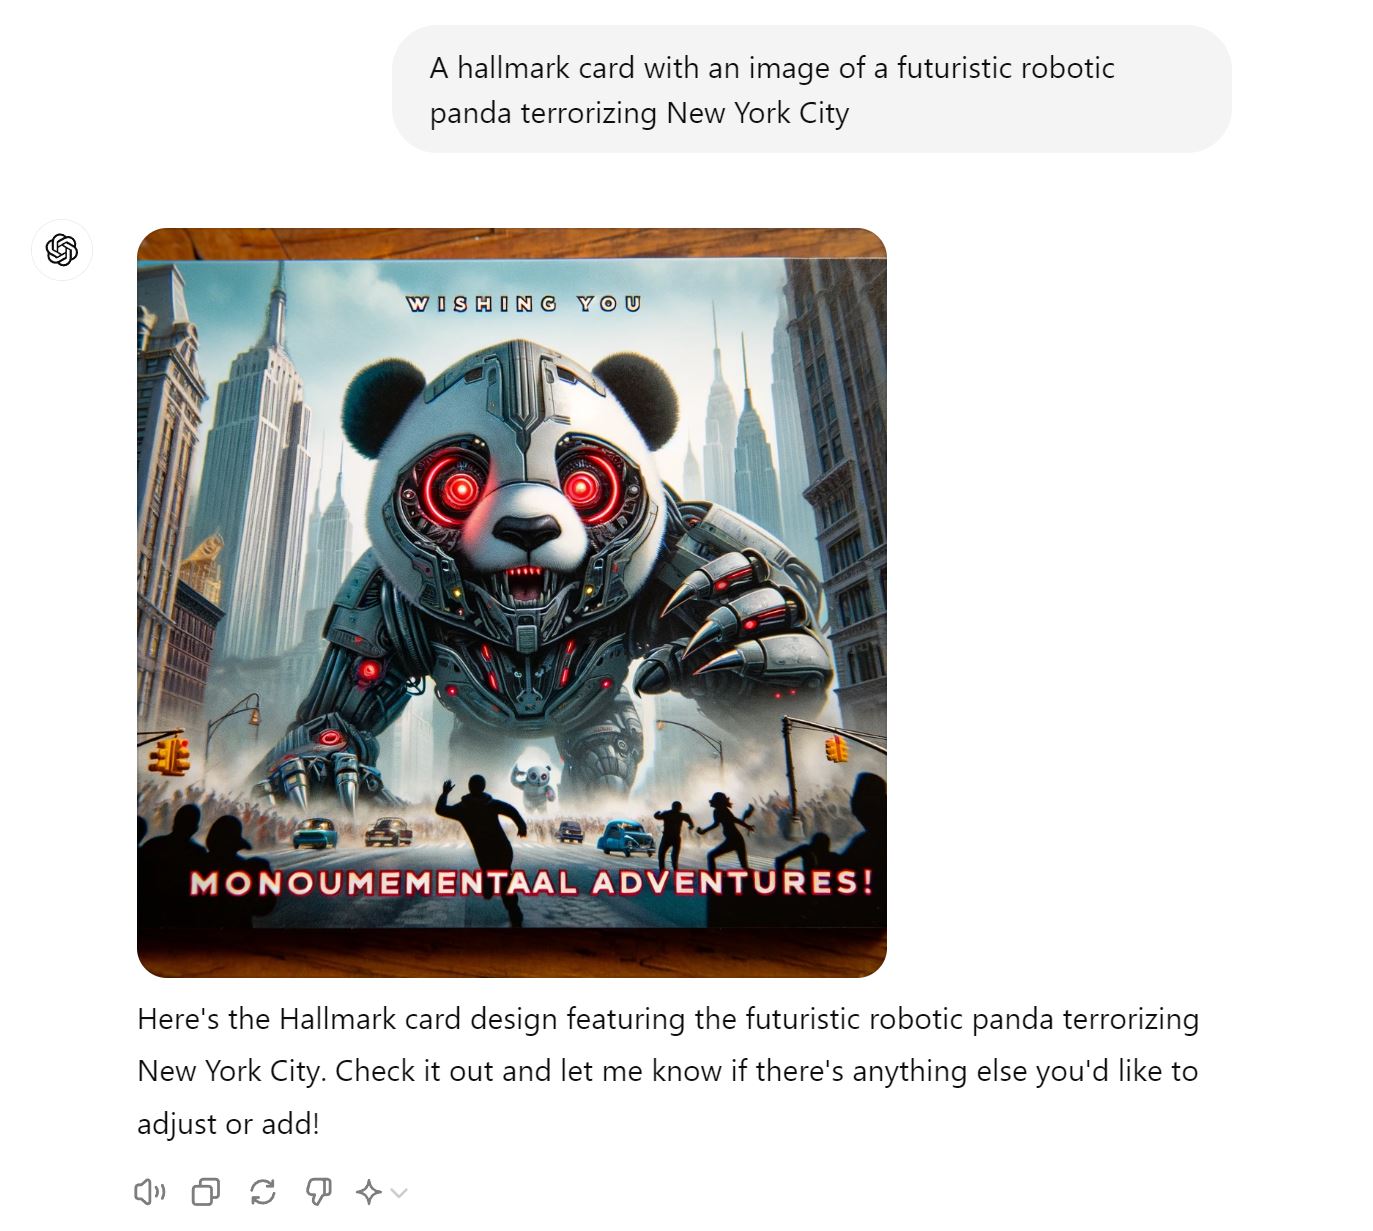 A hallmark card with an image of a futuristic robotic
panda terrorizing New York City
WISHING YOU
MONOUMEMENTAAL ADVENTURES!
Here's the Hallmark card design featuring the futuristic robotic panda terrorizing
New York City. Check it out and let me know if there's anything else you'd like to
adjust or add!